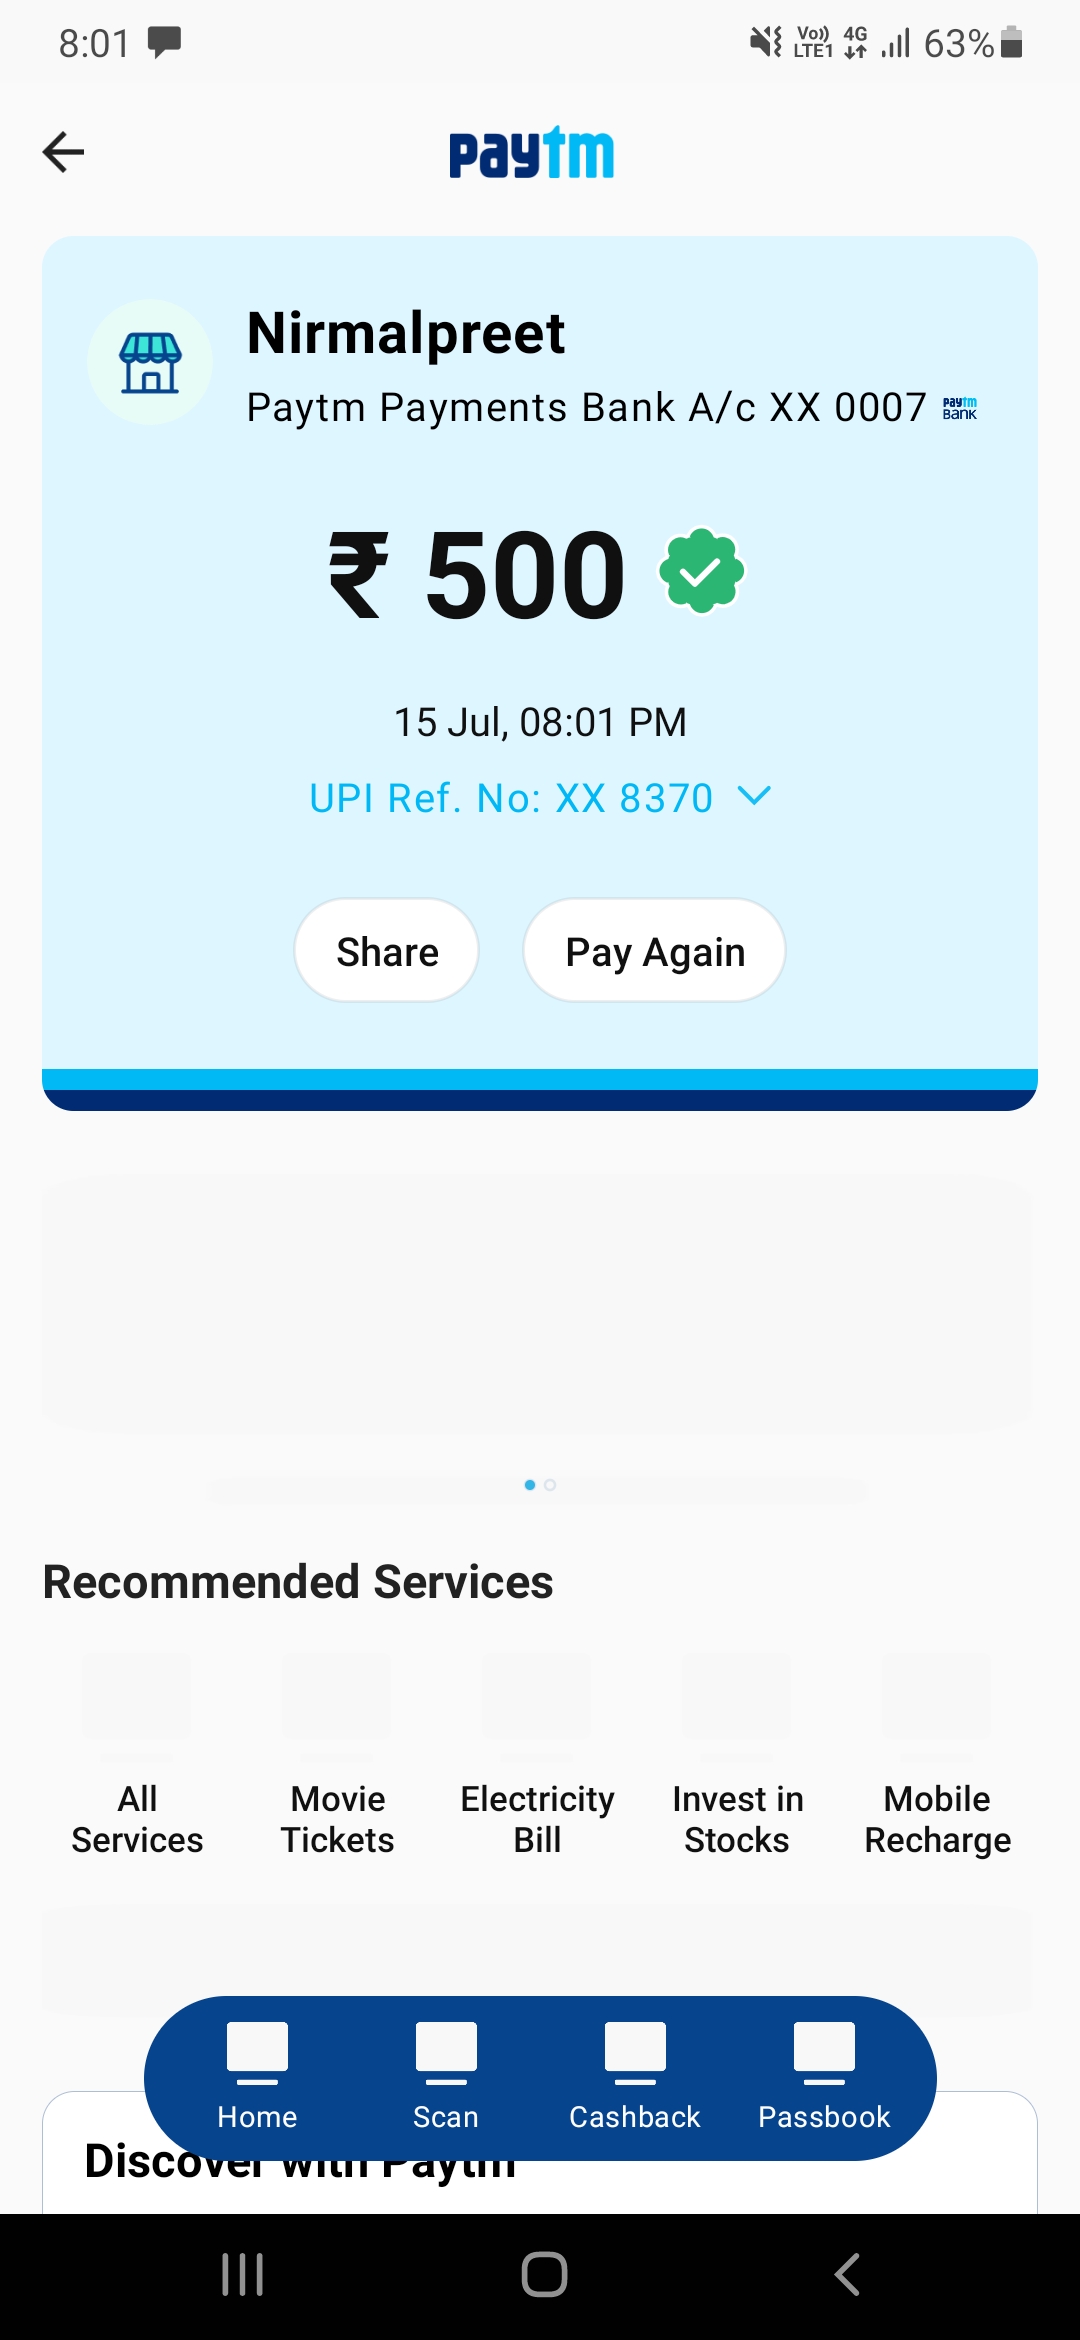 8:01
Vo)) 4G 63%
LTE1
paytm
Nirmalpreet
Paytm Payments Bank A/c XX 0007 paytm BANK
₹ 500
15 Jul, 08:01 PM
UPI Ref. No: XX 8370
Share Pay Again
Recommended Services
All Movie Electricity Invest in Mobile
Services Tickets Bill Stocks Recharge
Home Scan Cashback Passbook
Discover with Paytm